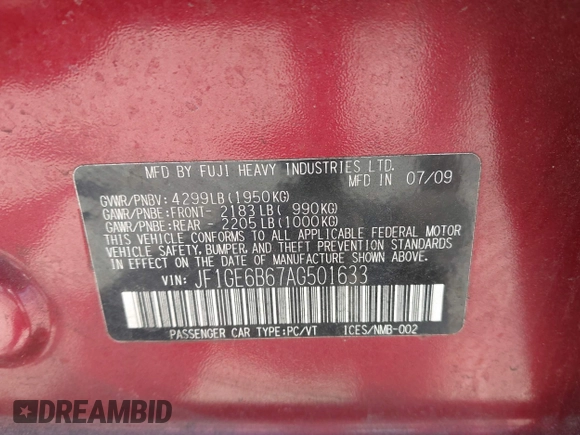 MFD BY FUJI HEAVY INDUSTRIES LTD.
MADE IN JAPAN 07/09
GVWR/PNBV: 4299LB(1950KG)
GAWR/PNBE:FRONT- 2183LB( 990KG)
GAWR/PNBE:REAR - 2205LB(1000KG)
THIS VEHICLE CONFORMS TO ALL APPLICABLE FEDERAL MOTOR
VEHICLE SAFETY, BUMPER, AND THEFT PREVENTION STANDARDS
IN EFFECT ON THE DATE OF MANUFACTURE SHOWN ABOVE.
VIN: JF1GE6B67AG501633
PASSENGER CAR TYPE:PC/VT ICES/NMB-002
DREAMBID